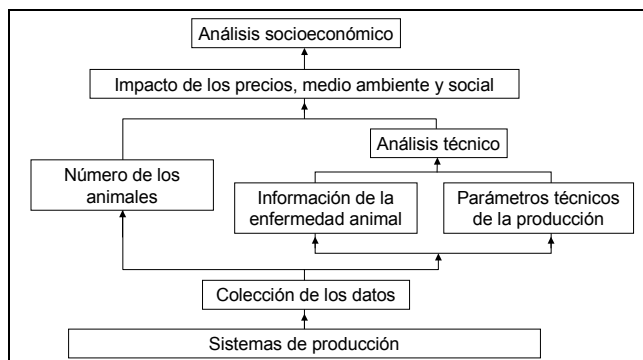 Análisis socioeconómico
Impacto de los precios, medio ambiente y social
Análisis técnico
Número de los
animales
Información de la
enfermedad animal
Parámetros técnicos
de la producción
Colección de los datos
Sistemas de producción